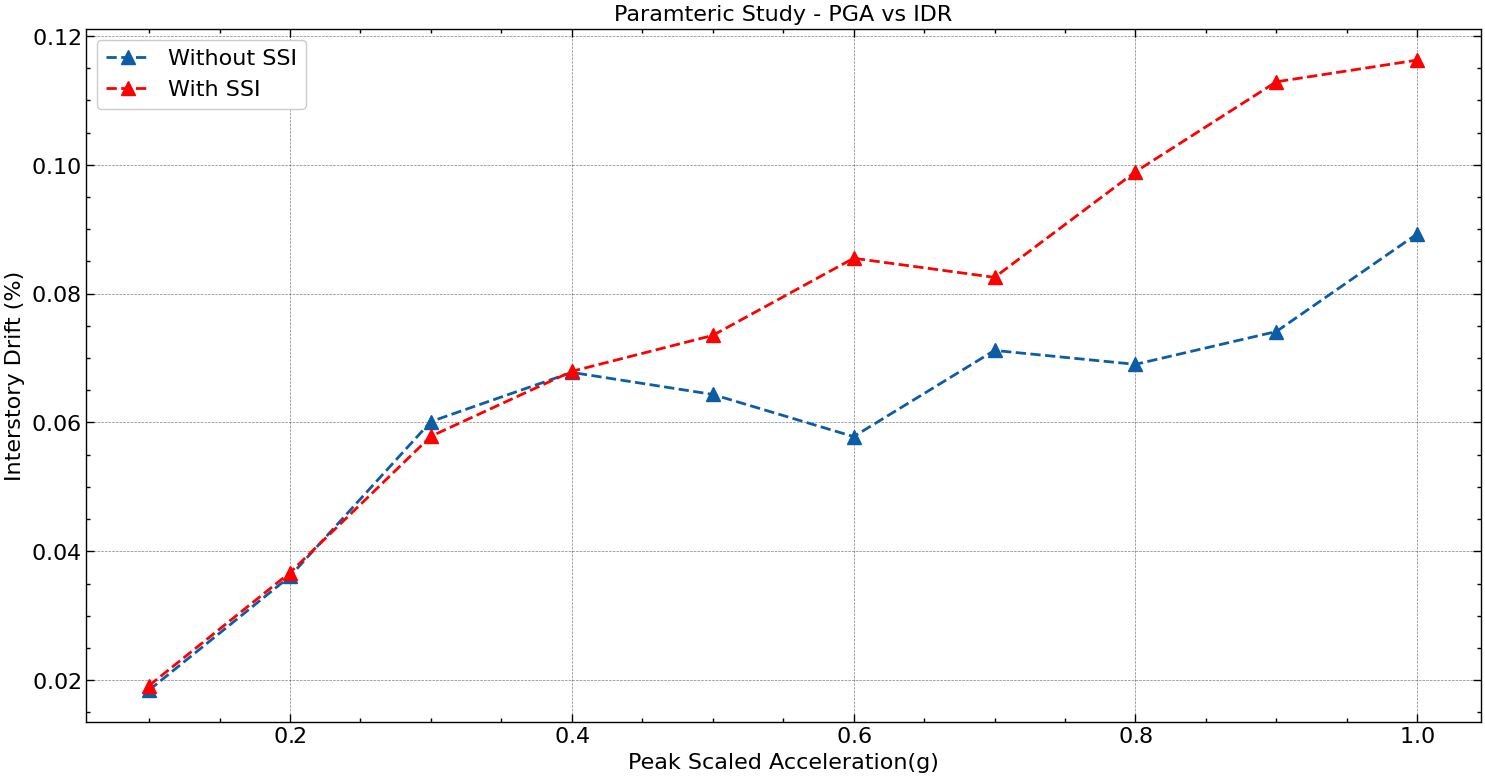 Paramteric Study - PGA vs IDR
Without SSI
With SSI
Interstory Drift (%)
0.12
0.10
0.08
0.06
0.04
0.02
0.2 0.4 0.6 0.8 1.0
Peak Scaled Acceleration(g)